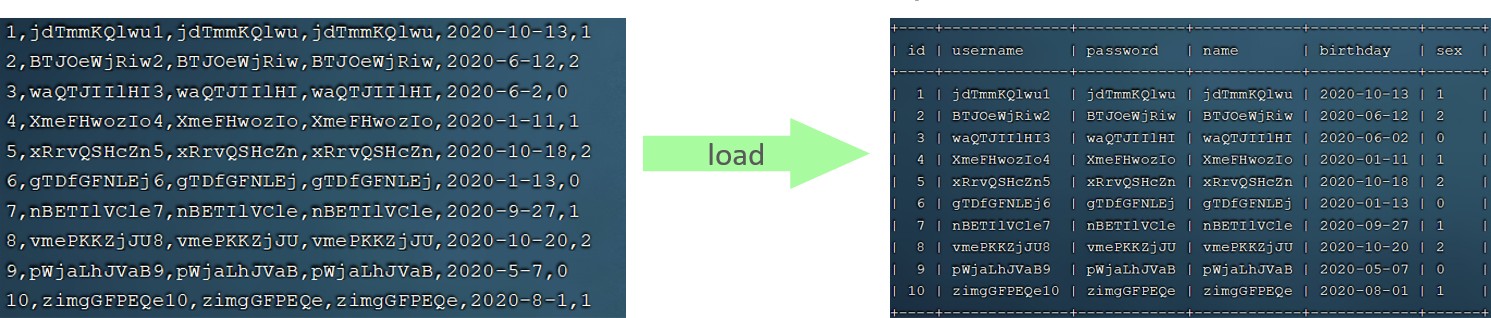 1,jdTmmKQlwu1,jdTmmKQlwu,jdTmmKQlwu,2020-10-13,1
2,BTJOeWjRiw2,BTJOeWjRiw,BTJOeWjRiw,2020-6-12,2
3,waQTJIIlHI3,waQTJIIlHI,waQTJIIlHI,2020-6-2,0
4,XmeFHwozIo4,XmeFHwozIo,XmeFHwozIo,2020-1-11,1
5,xRrvQSHcZn5,xRrvQSHcZn,xRrvQSHcZn,2020-10-18,2
6,gTDfGFNLEj6,gTDfGFNLEj,gTDfGFNLEj,2020-1-13,0
7,nBETIlVCle7,nBETIlVCle,nBETIlVCle,2020-9-27,1
8,vmePKKZjJU8,vmePKKZjJU,vmePKKZjJU,2020-10-20,2
9,pWjaLhJVaB9,pWjaLhJVaB,pWjaLhJVaB,2020-5-7,0
10,zimgGFPEQe10,zimgGFPEQe,zimgGFPEQe,2020-8-1,1
load
| id | username | password | name | birthday | sex |
| 1 | jdTmmKQlwu1 | jdTmmKQlwu | jdTmmKQlwu | 2020-10-13 | 1 |
| 2 | BTJOeWjRiw2 | BTJOeWjRiw | BTJOeWjRiw | 2020-06-12 | 2 |
| 3 | waQTJIIlHI3 | waQTJIIlHI | waQTJIIlHI | 2020-06-02 | 0 |
| 4 | XmeFHwozIo4 | XmeFHwozIo | XmeFHwozIo | 2020-01-11 | 1 |
| 5 | xRrvQSHcZn5 | xRrvQSHcZn | xRrvQSHcZn | 2020-10-18 | 2 |
| 6 | gTDfGFNLEj6 | gTDfGFNLEj | gTDfGFNLEj | 2020-01-13 | 0 |
| 7 | nBETIlVCle7 | nBETIlVCle | nBETIlVCle | 2020-09-27 | 1 |
| 8 | vmePKKZjJU8 | vmePKKZjJU | vmePKKZjJU | 2020-10-20 | 2 |
| 9 | pWjaLhJVaB9 | pWjaLhJVaB | pWjaLhJVaB | 2020-05-07 | 0 |
| 10 | zimgGFPEQe10 | zimgGFPEQe | zimgGFPEQe | 2020-08-01 | 1 |